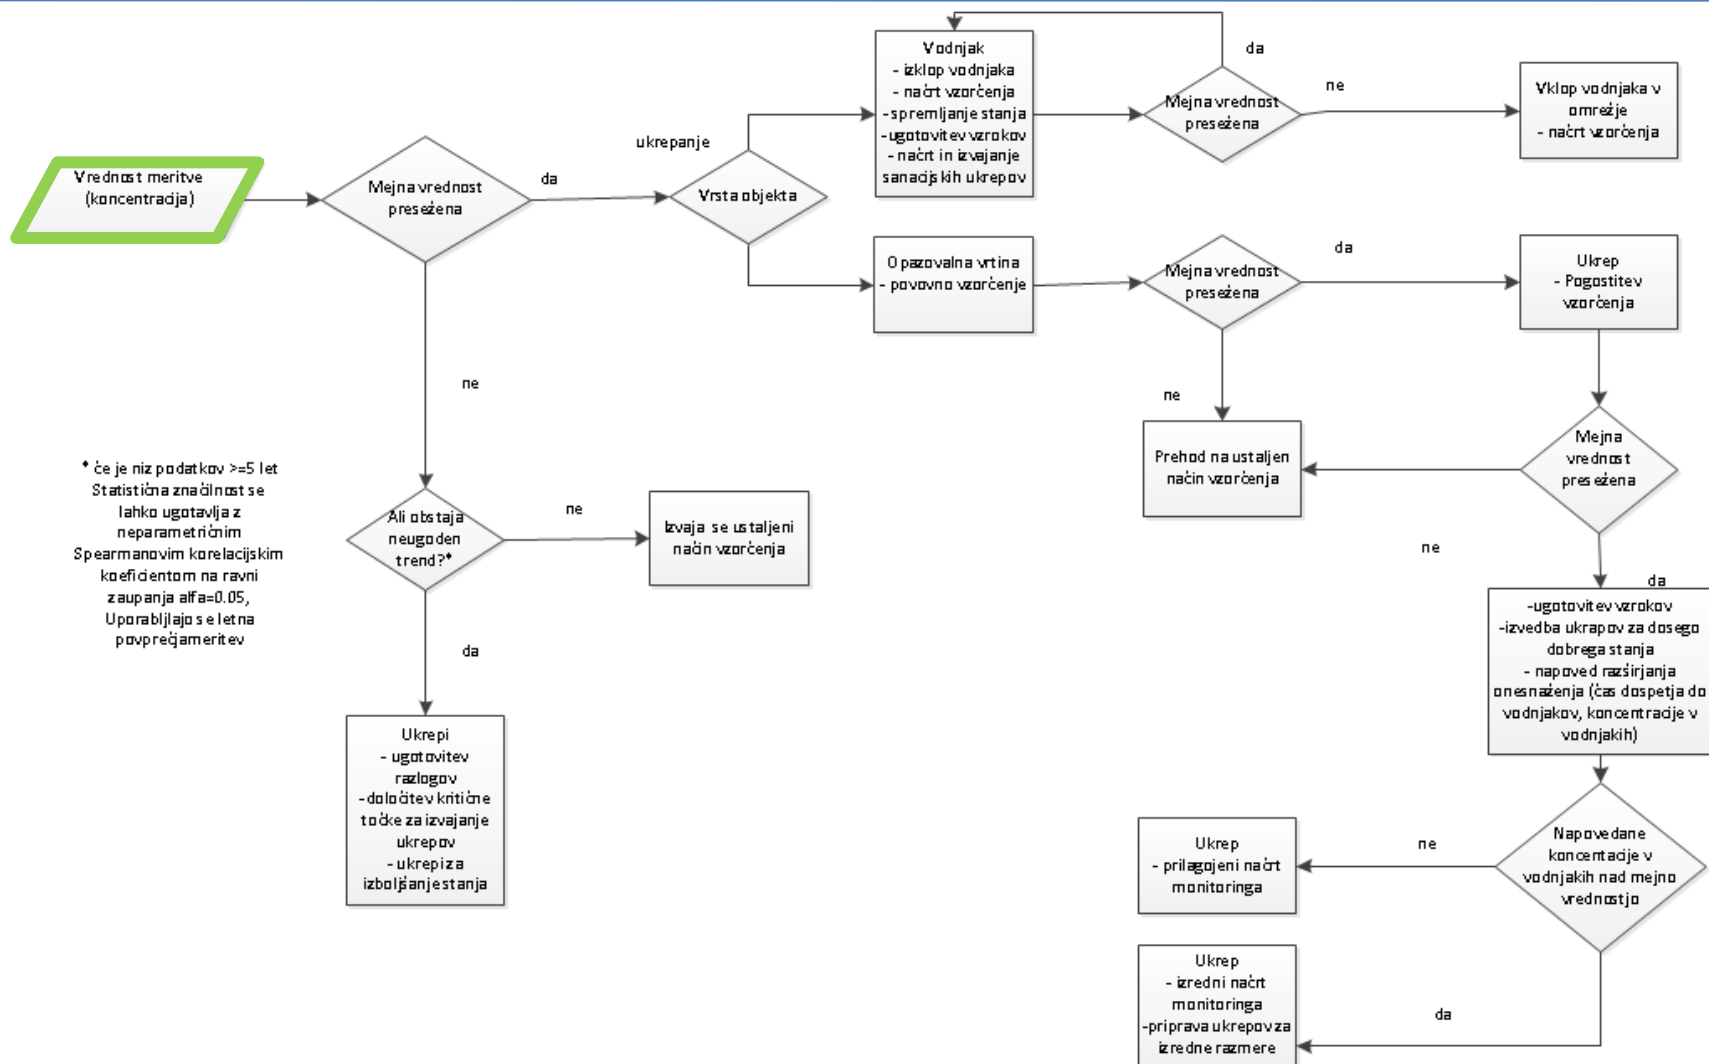 Vrednost meritve
(koncentracija)
Mejna vrednost
presežena
da
ukrepanje
Vrsta objekta
Vodnjak
- izklop vodnjaka
- načrt vzorčenja
-spremljanje stanja
-ugotovitev vzrokov
- načrt in izvajanje
sanacijskih ukrepov
Mejna vrednost
presežena
da
ne
Vklop vodnjaka v
omrežje
- načrt vzorčenja
Opazovalna vrtina
- povovno vzorčenje
Mejna vrednost
presežena
da
Ukrep
- Pogostitev
vzorčenja
ne
Prehod na ustaljen
način vzorčenja
Mejna
vrednost
presežena
ne
da
-ugotovitev vzrokov
-izvedba ukrapov za dosego
dobrega stanja
- napoved razširjanja
onesnaženja (čas dospetja do
vodnjakov, koncentracije v
vodnjakih)
Napovedane
koncentacije v
vodnjakih nad mejno
vrednostjo
ne
Ukrep
- prilagojeni načrt
monitoringa
da
Ukrep
- izredni načrt
monitoringa
-priprava ukrepov za
izredne razmere
ne
* če je niz podatkov >=5 let
Statistična značilnost se
lahko ugotavlja z
neparametričnim
Spearmanovim korelacijskim
koeficientom na ravni
zaupanja alfa=0.05,
Uporabljlajo se letna
povprečjameritev
Ali obstaja
neugoden
trend?*
ne
Izvaja se ustaljeni
način vzorčenja
da
Ukrepi
- ugotovitev
razlogov
-določitev kritične
točke za izvajanje
ukrepov
- ukrepi za
izboljšanje stanja